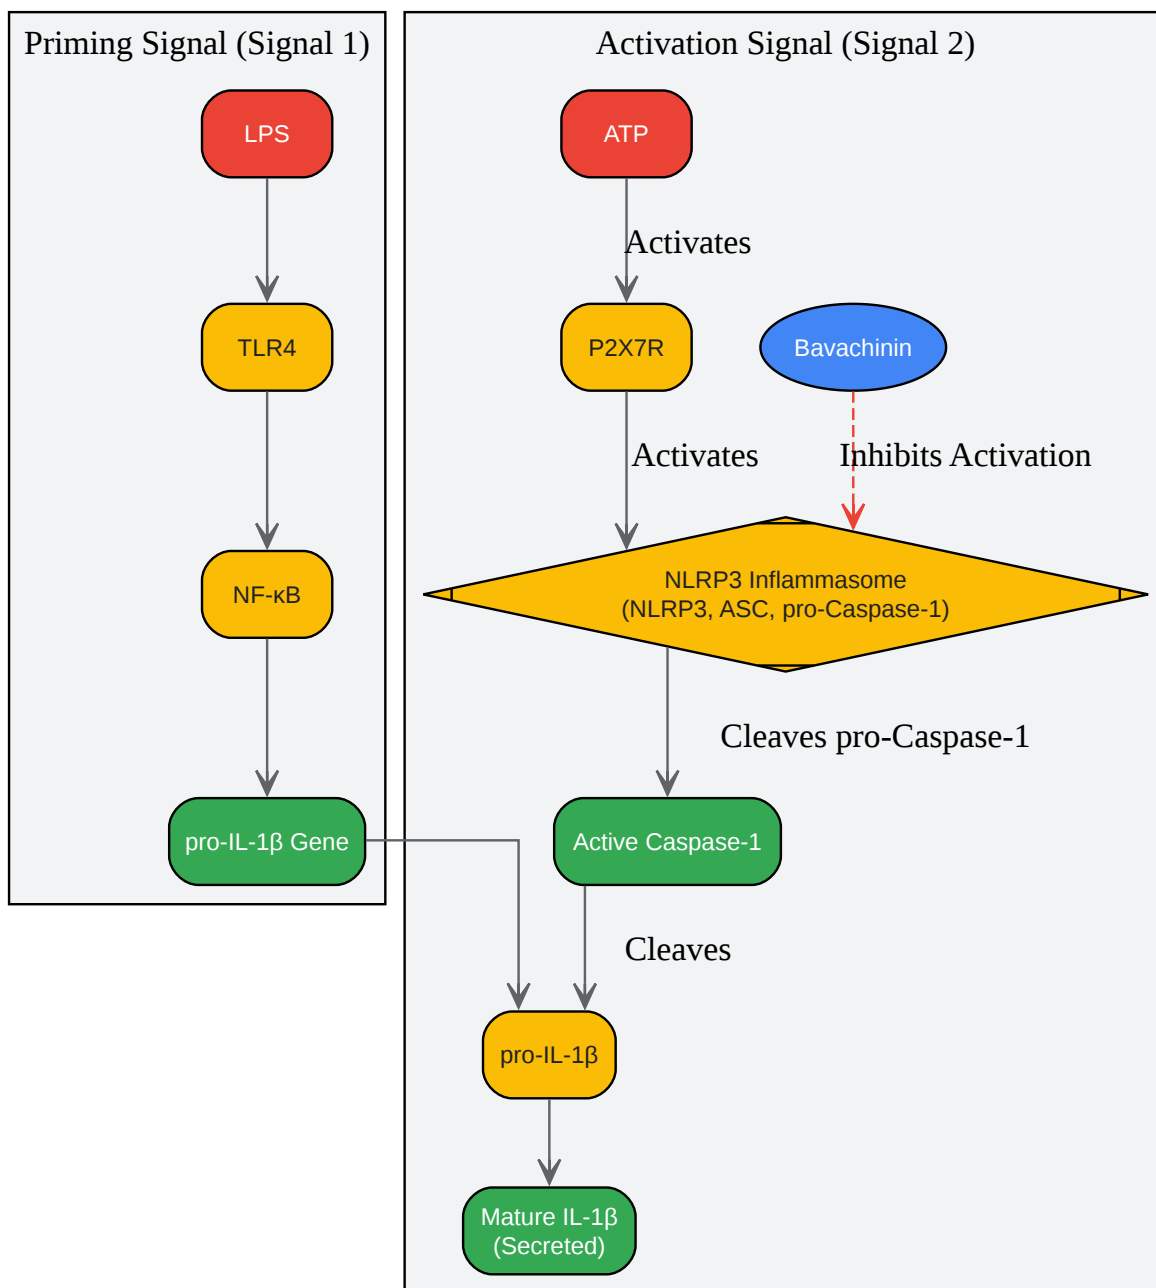 Priming Signal (Signal 1)
LPS
TLR4
NF-κB
pro-IL-1β Gene
Activation Signal (Signal 2)
ATP
Activates
P2X7R
Bavachinin
Activates
Inhibits Activation
NLRP3 Inflammasome
(NLRP3, ASC, pro-Caspase-1)
Cleaves pro-Caspase-1
Active Caspase-1
Cleaves
pro-IL-1β
Mature IL-1β
(Secreted)